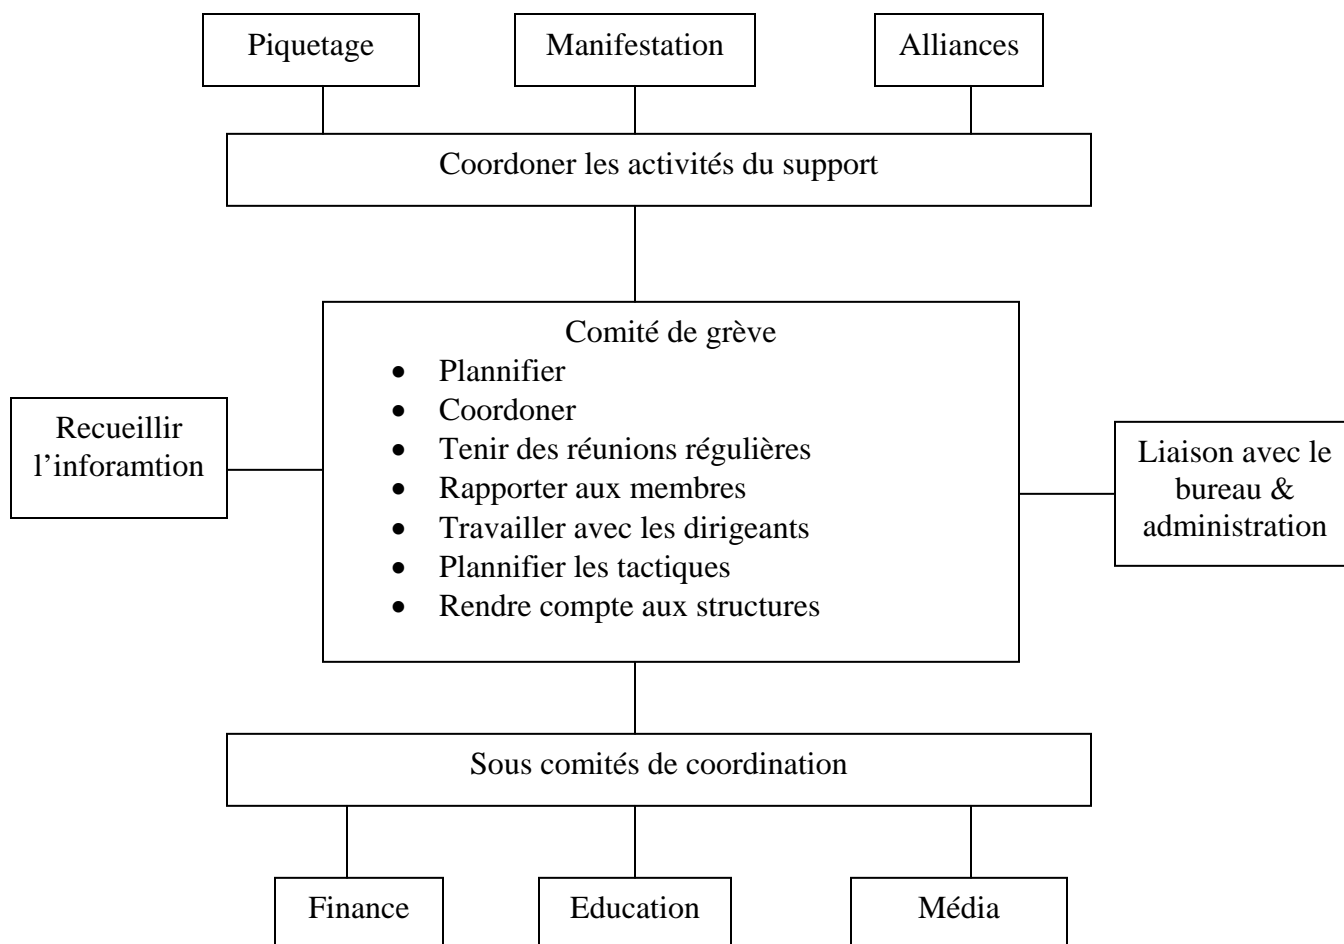 Piquetage
Manifestation
Alliances
Coordoner les activités du support
Comité de grève
• Plannifier
• Coordoner
• Tenir des réunions régulières
• Rapporter aux membres
• Travailler avec les dirigeants
• Plannifier les tactiques
• Rendre compte aux structures
Recueillir
l’inforamtion
Liaison avec le
bureau &
administration
Sous comités de coordination
Finance
Education
Média